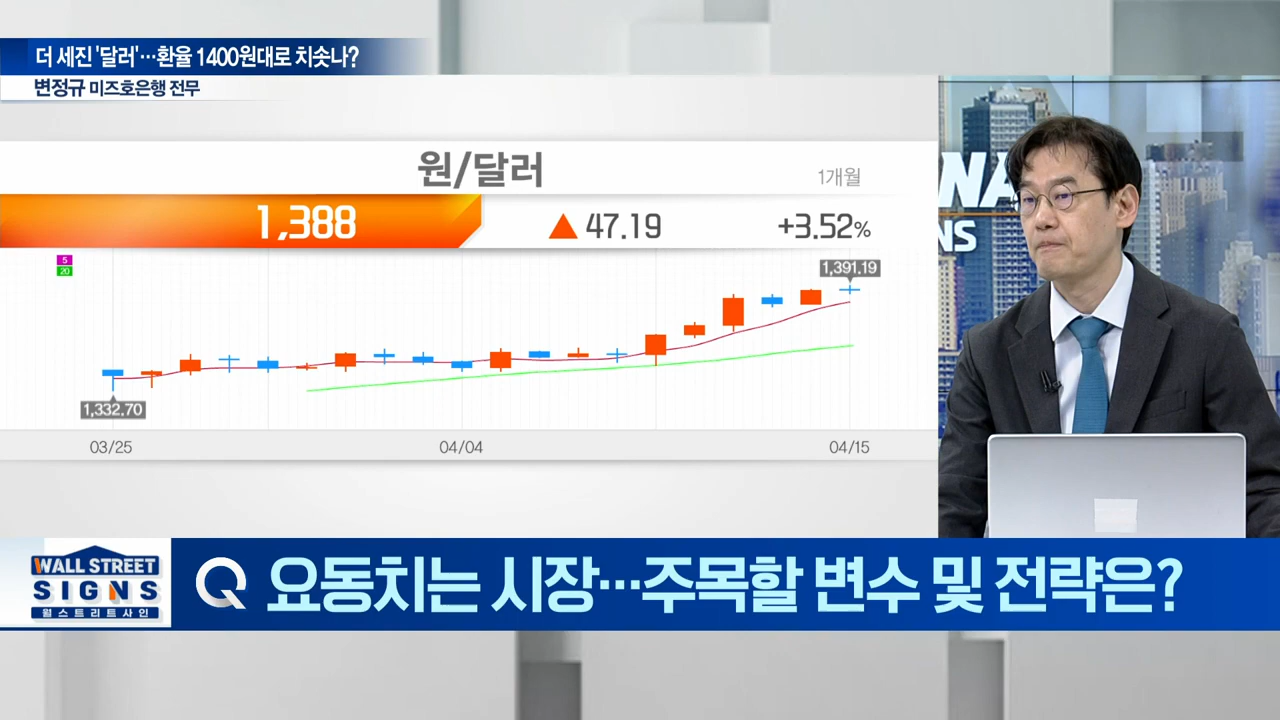 더 세진 '달러'…환율 1400원대로 치솟나?
변정규 미즈호은행 전무
원/달러
1개월
1,388 ▲ 47.19 +3.52%
5
20
1,391.19
1,332.70
03/25 04/04 04/15
NS
WALL STREET
SIGNS
월스트리트사인
Q 요동치는 시장…주목할 변수 및 전략은?